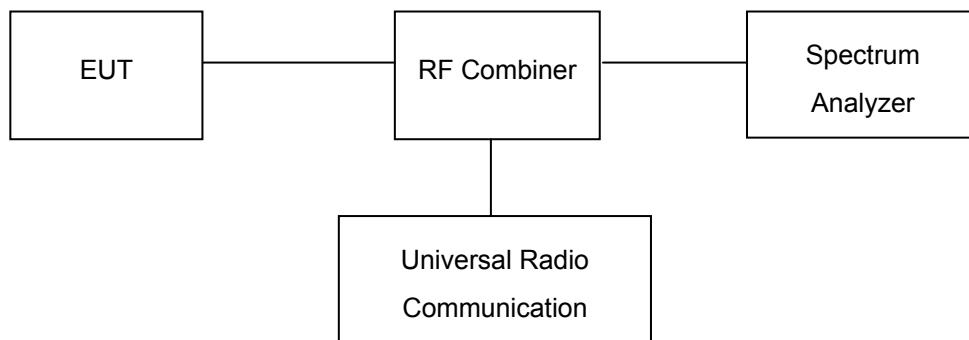 EUT
RF Combiner
Spectrum
Analyzer
Universal Radio
Communication